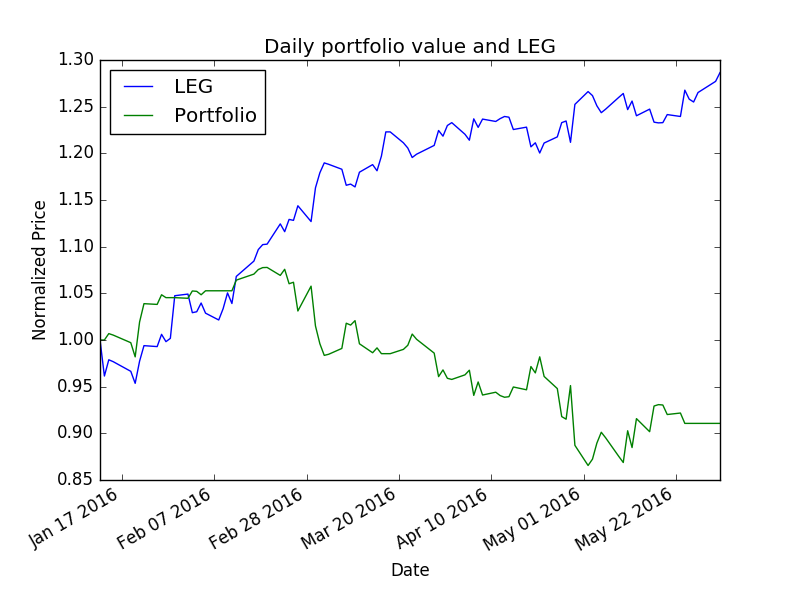 Daily portfolio value and LEG
LEG
Portfolio
Normalized Price
1.30
1.25
1.20
1.15
1.10
1.05
1.00
0.95
0.90
0.85
Jan 17 2016
Feb 07 2016
Feb 28 2016
Mar 20 2016
Apr 10 2016
May 01 2016
May 22 2016
Date